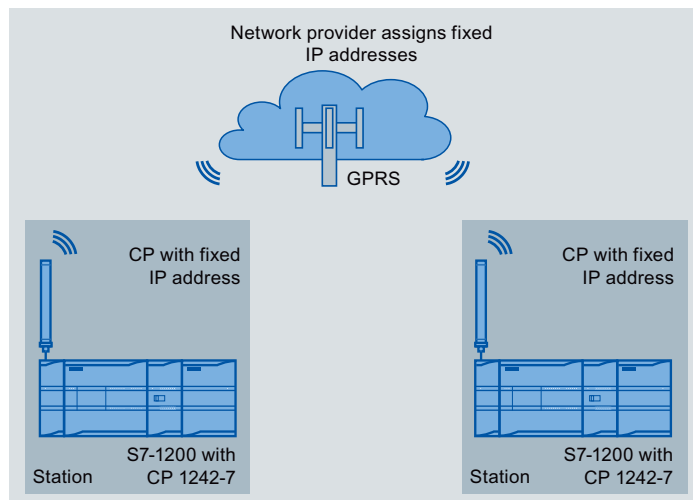 Network provider assigns fixed
IP addresses
GPRS
CP with fixed
IP address
S7-1200 with
Station CP 1242-7
CP with fixed
IP address
S7-1200 with
Station CP 1242-7